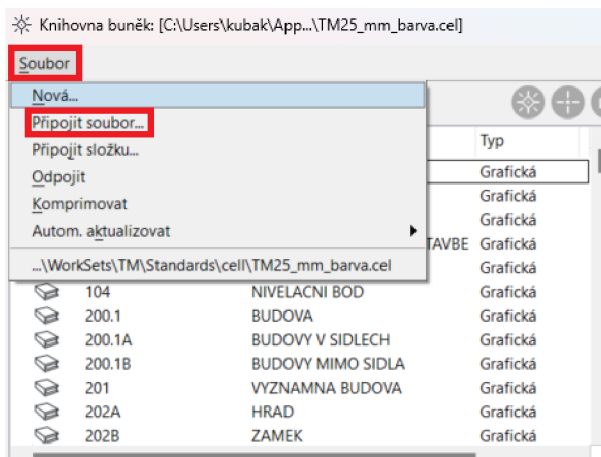 Knihovna buněk: [C:\Users\kubak\App...\TM25_mm_barva.cel]
Soubor
Nová...
Připojit soubor...
Připojit složku...
Odpojit
Komprimovat
Autom. aktualizovat
...\WorkSets\TM\Standards\cell\TM25_mm_barva.cel
Typ
Grafická
Grafická
Grafická
TAVBE Grafická
Grafická
104 NIVELACNI BOD Grafická
200.1 BUDOVA Grafická
200.1A BUDOVY V SIDLECH Grafická
200.1B BUDOVY MIMO SIDLA Grafická
201 VYZNAMNA BUDOVA Grafická
202A HRAD Grafická
202B ZAMEK Grafická